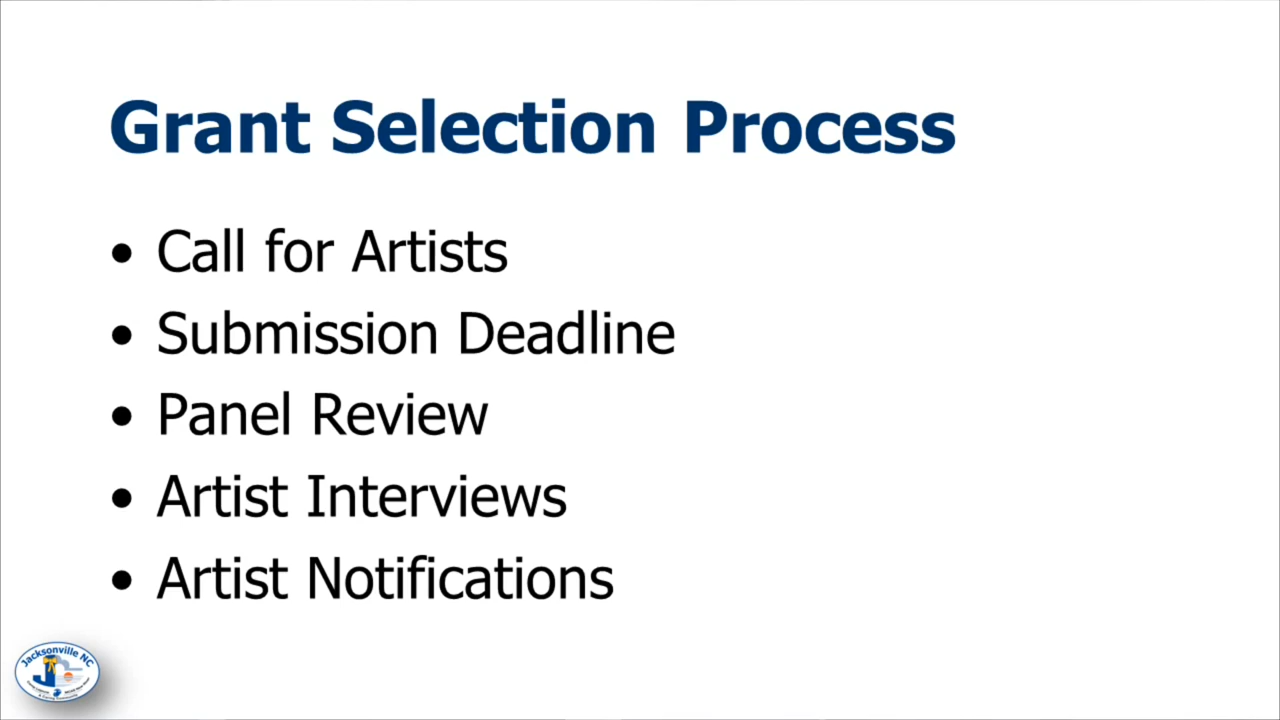 Grant Selection Process
• Call for Artists
• Submission Deadline
• Panel Review
• Artist Interviews
• Artist Notifications
Jacksonville NC